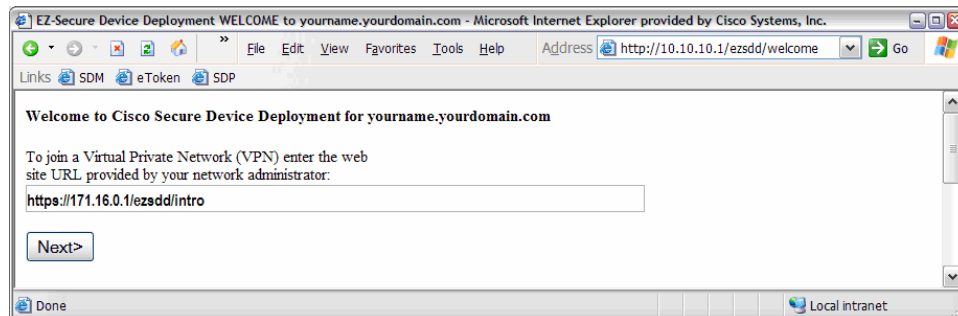 EZ-Secure Device Deployment WELCOME to yourname.yourdomain.com - Microsoft Internet Explorer provided by Cisco Systems, Inc.
» File Edit View Favorites Tools Help Address http://10.10.10.1/ezsdd/welcome Go
Links SDM eToken SDP
Welcome to Cisco Secure Device Deployment for yourname.yourdomain.com
To join a Virtual Private Network (VPN) enter the web
site URL provided by your network administrator:
https://171.16.0.1/ezsdd/intro
Next>
Done Local intranet